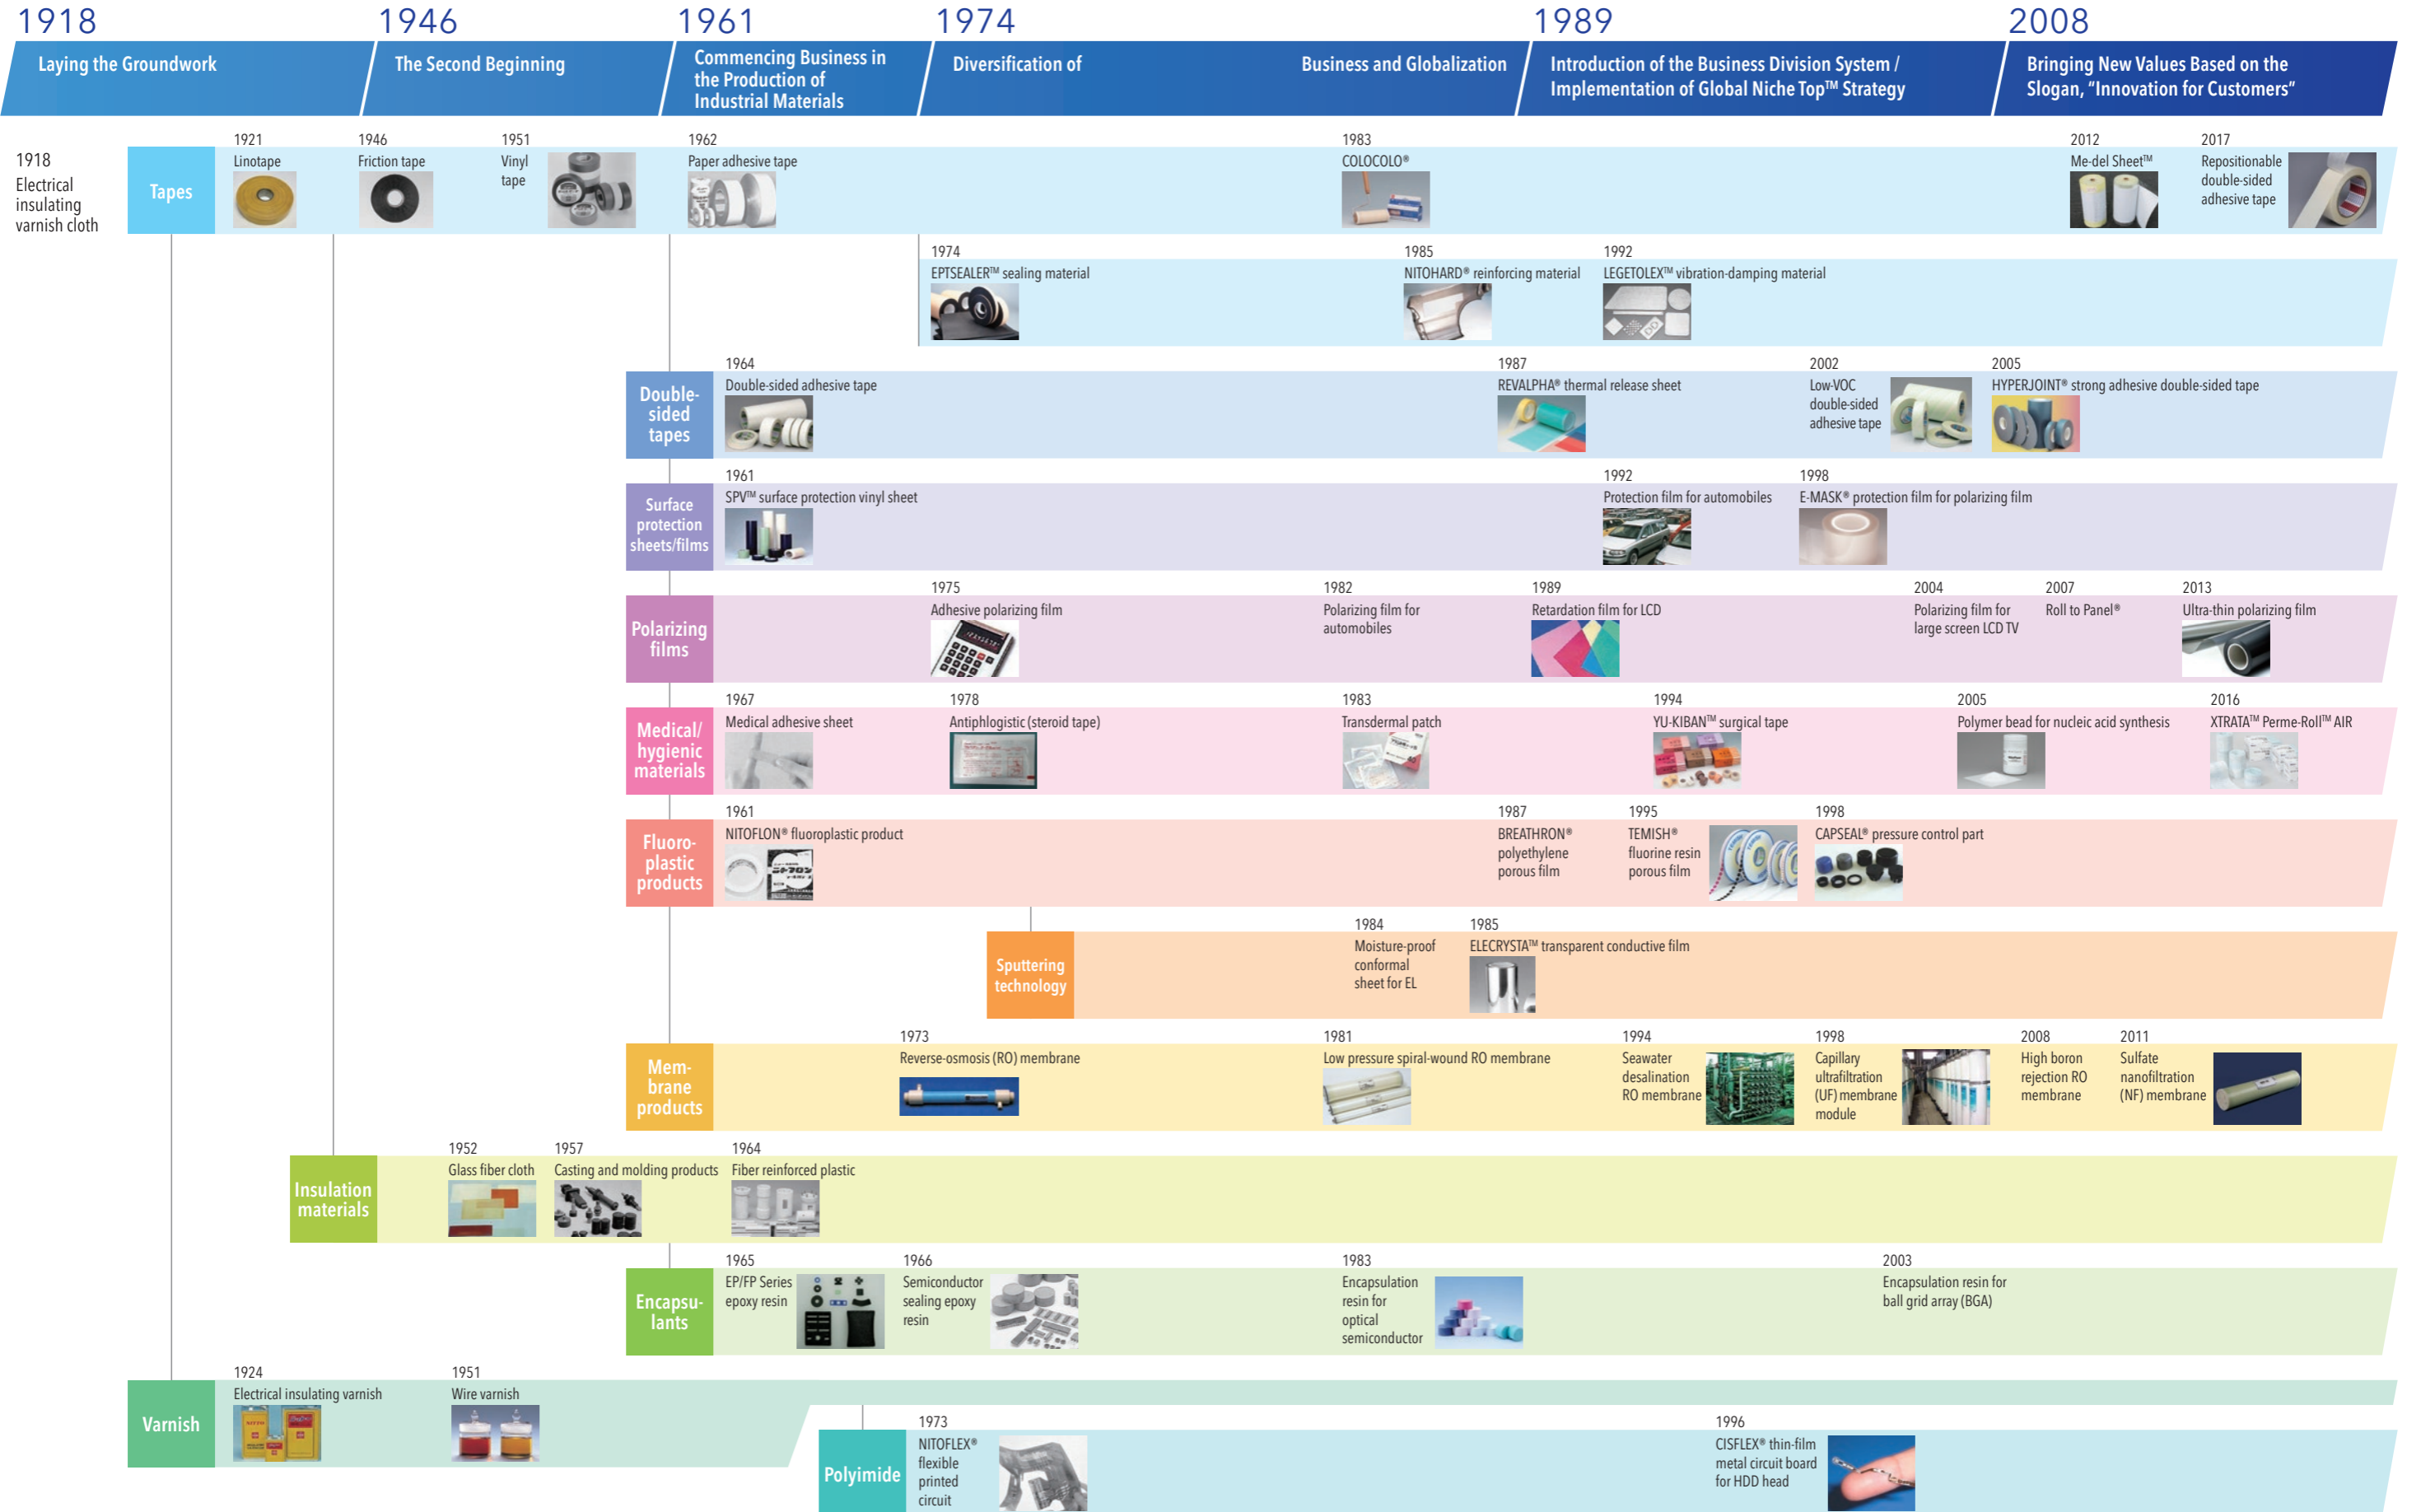 1918
1946
1961
1974
1989
2008
Laying the Groundwork
The Second Beginning
Commencing Business in
the Production of
Industrial Materials
Diversification of
Business and Globalization
Introduction of the Business Division System /
Implementation of Global Niche Top™ Strategy
Bringing New Values Based on the
Slogan, “Innovation for Customers”
1918
Electrical
insulating
varnish cloth
Tapes
1921
Linotape
1946
Friction tape
1951
Vinyl
tape
1962
Paper adhesive tape
1983
COLOCOLO®
2012
Me-del Sheet™
2017
Repositionable
double-sided
adhesive tape
1974
EPTSEALER™ sealing material
1985
NITOHARD® reinforcing material
1992
LEGETOLEX™ vibration-damping material
Double-
sided
tapes
1964
Double-sided adhesive tape
1987
REVALPHA® thermal release sheet
2002
Low-VOC
double-sided
adhesive tape
2005
HYPERJOINT® strong adhesive double-sided tape
Surface
protection
sheets/films
1961
SPV™ surface protection vinyl sheet
1992
Protection film for automobiles
1998
E-MASK® protection film for polarizing film
Polarizing
films
1975
Adhesive polarizing film
1982
Polarizing film for
automobiles
1989
Retardation film for LCD
2004
Polarizing film for
large screen LCD TV
2007
Roll to Panel®
2013
Ultra-thin polarizing film
Medical/
hygienic
materials
1967
Medical adhesive sheet
1978
Antiphlogistic (steroid tape)
1983
Transdermal patch
1994
YU-KIBAN™ surgical tape
2005
Polymer bead for nucleic acid synthesis
2016
XTRATA™ Perme-Roll™ AIR
Fluoro-
plastic
products
1961
NITOFLON® fluoroplastic product
ニトフロン
1987
BREATHRON®
polyethylene
porous film
1995
TEMISH®
fluorine resin
porous film
1998
CAPSEAL® pressure control part
Sputtering
technology
1984
Moisture-proof
conformal
sheet for EL
1985
ELECRYSTA™ transparent conductive film
Mem-
brane
products
1973
Reverse-osmosis (RO) membrane
1981
Low pressure spiral-wound RO membrane
1994
Seawater
desalination
RO membrane
1998
Capillary
ultrafiltration
(UF) membrane
module
2008
High boron
rejection RO
membrane
2011
Sulfate
nanofiltration
(NF) membrane
Insulation
materials
1952
Glass fiber cloth
1957
Casting and molding products
1964
Fiber reinforced plastic
Encapsu-
lants
1965
EP/FP Series
epoxy resin
1966
Semiconductor
sealing epoxy
resin
1983
Encapsulation
resin for
optical
semiconductor
2003
Encapsulation resin for
ball grid array (BGA)
Varnish
1924
Electrical insulating varnish
NITTO
1951
Wire varnish
Polyimide
1973
NITOFLEX®
flexible
printed
circuit
1996
CISFLEX® thin-film
metal circuit board
for HDD head